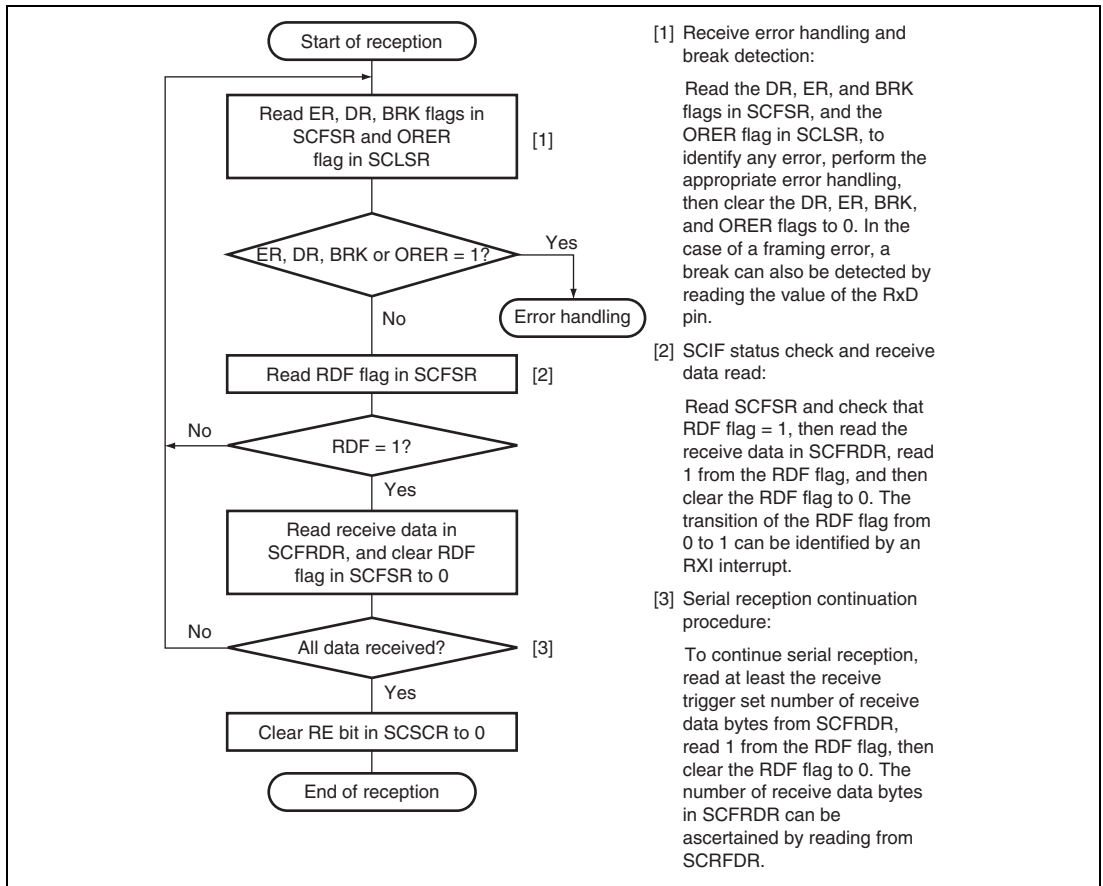 Start of reception
Read ER, DR, BRK flags in
SCFSR and ORER
flag in SCLSR
[1]
ER, DR, BRK or ORER = 1?
Yes
Error handling
No
Read RDF flag in SCFSR
[2]
No
RDF = 1?
Yes
Read receive data in
SCFRDR, and clear RDF
flag in SCFSR to 0
No
All data received?
[3]
Yes
Clear RE bit in SCSCR to 0
End of reception
[1] Receive error handling and
break detection:
Read the DR, ER, and BRK
flags in SCFSR, and the
ORER flag in SCLSR, to
identify any error, perform the
appropriate error handling,
then clear the DR, ER, BRK,
and ORER flags to 0. In the
case of a framing error, a
break can also be detected by
reading the value of the RxD
pin.
[2] SCIF status check and receive
data read:
Read SCFSR and check that
RDF flag = 1, then read the
receive data in SCFRDR, read
1 from the RDF flag, and then
clear the RDF flag to 0. The
transition of the RDF flag from
0 to 1 can be identified by an
RXI interrupt.
[3] Serial reception continuation
procedure:
To continue serial reception,
read at least the receive
trigger set number of receive
data bytes from SCFRDR,
read 1 from the RDF flag, then
clear the RDF flag to 0. The
number of receive data bytes
in SCFRDR can be
ascertained by reading from
SCRFDR.